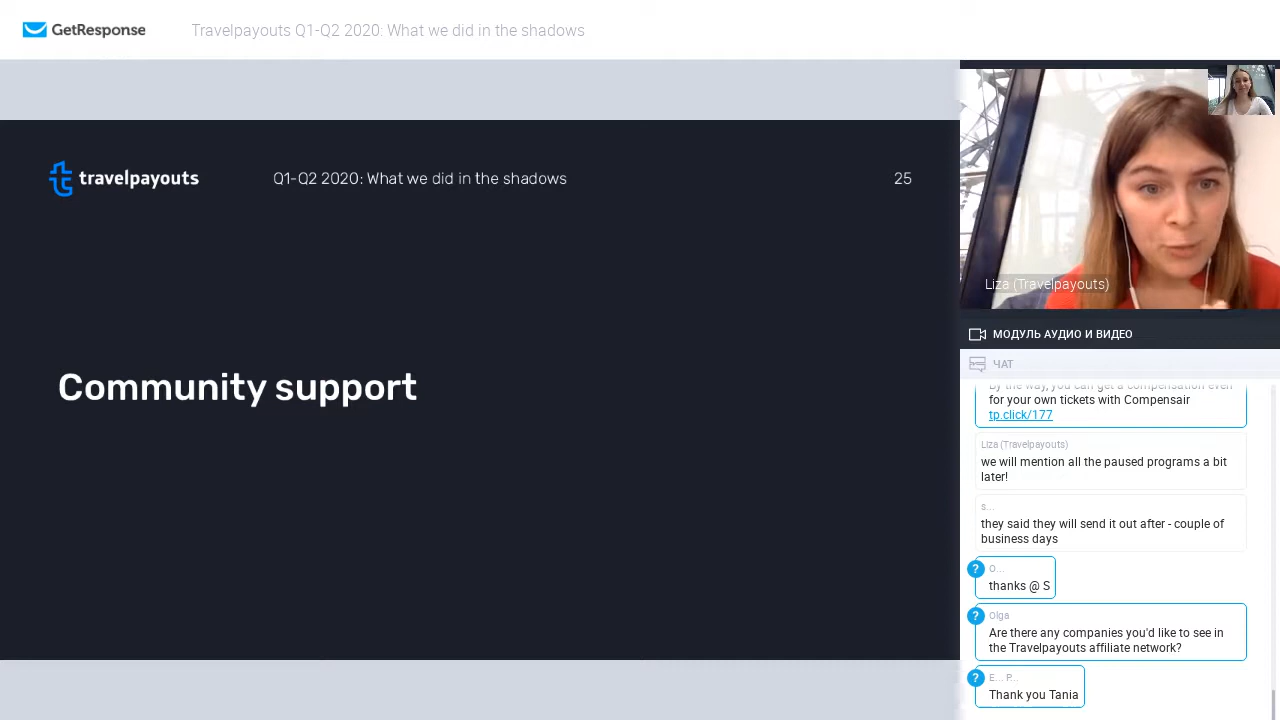 GetResponse
Travelpayouts Q1-Q2 2020: What we did in the shadows
travelpayouts
Q1-Q2 2020: What we did in the shadows
25
Community support
Liza (Travelpayouts)
МОДУЛЬ АУДИО И ВИДЕО
ЧАТ
By the way, you can get a compensation even
for your own tickets with Compensair
tp.click/177
Liza (Travelpayouts)
we will mention all the paused programs a bit
later!
s...
they said they will send it out after - couple of
business days
?
O...
thanks @ S
?
Olga
Are there any companies you'd like to see in
the Travelpayouts affiliate network?
?
E... P...
Thank you Tania